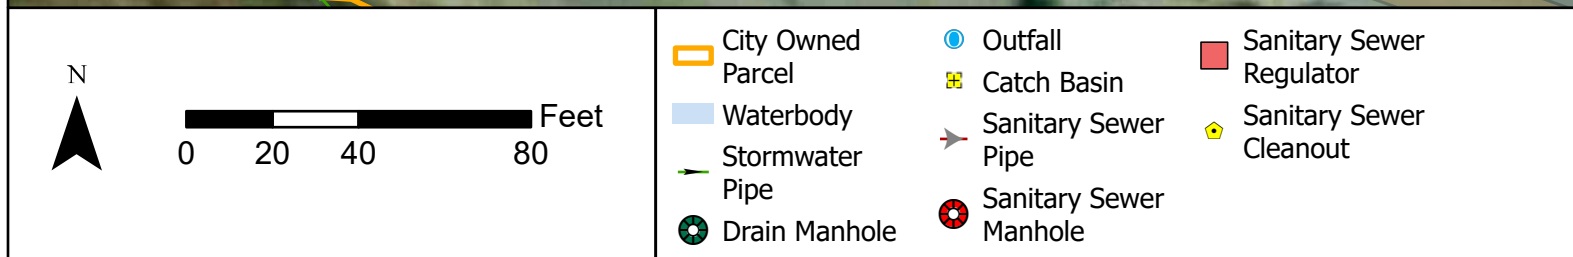 N
Feet
0 20 40 80
City Owned
Parcel
Waterbody
Stormwater
Pipe
Drain Manhole
Outfall
Catch Basin
Sanitary Sewer
Pipe
Sanitary Sewer
Manhole
Sanitary Sewer
Regulator
Sanitary Sewer
Cleanout